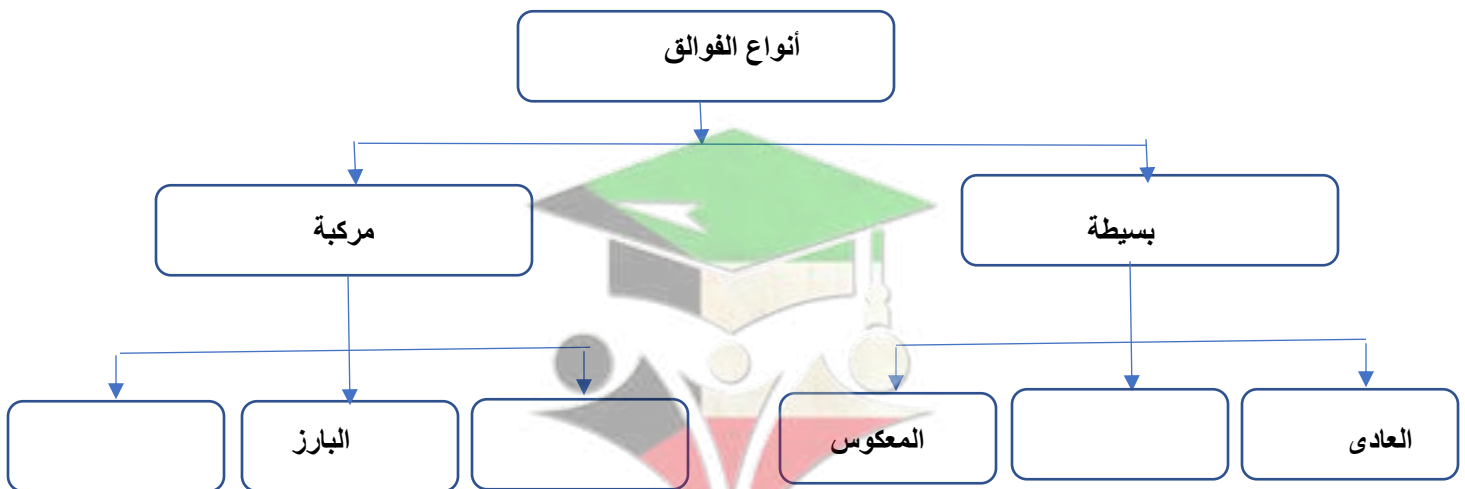 أنواع الفوالق
بسيطة
مركبة
العادى
المعكوس
البارز